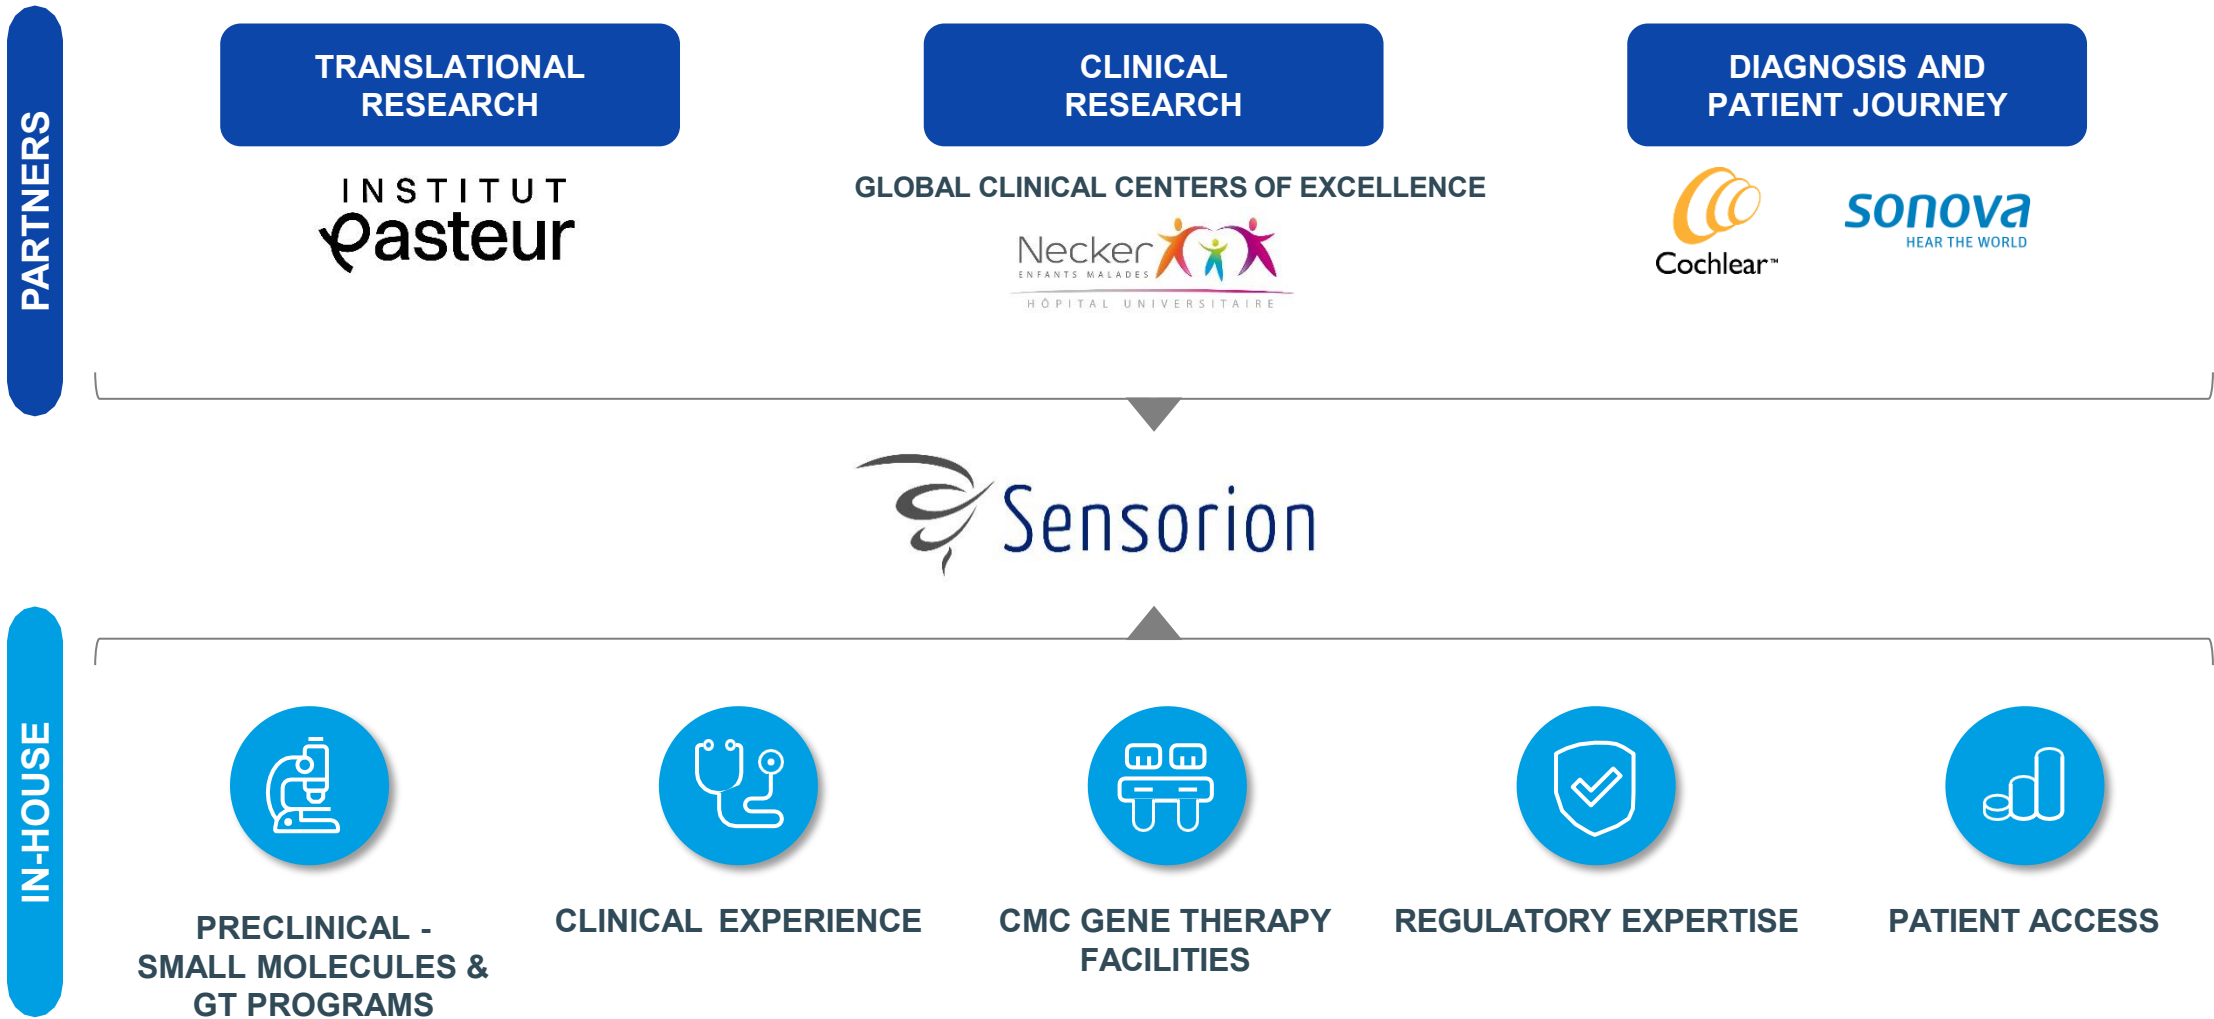 PARTNERS
TRANSLATIONAL
RESEARCH
INSTITUT
Pasteur
CLINICAL
RESEARCH
GLOBAL CLINICAL CENTERS OF EXCELLENCE
Necker
ENFANTS MALADES
HÔPITAL UNIVERSITAIRE
DIAGNOSIS AND
PATIENT JOURNEY
Cochlear™
sonova
HEAR THE WORLD
Sensorion
IN-HOUSE
PRECLINICAL -
SMALL MOLECULES &
GT PROGRAMS
CLINICAL EXPERIENCE
CMC GENE THERAPY
FACILITIES
REGULATORY EXPERTISE
PATIENT ACCESS